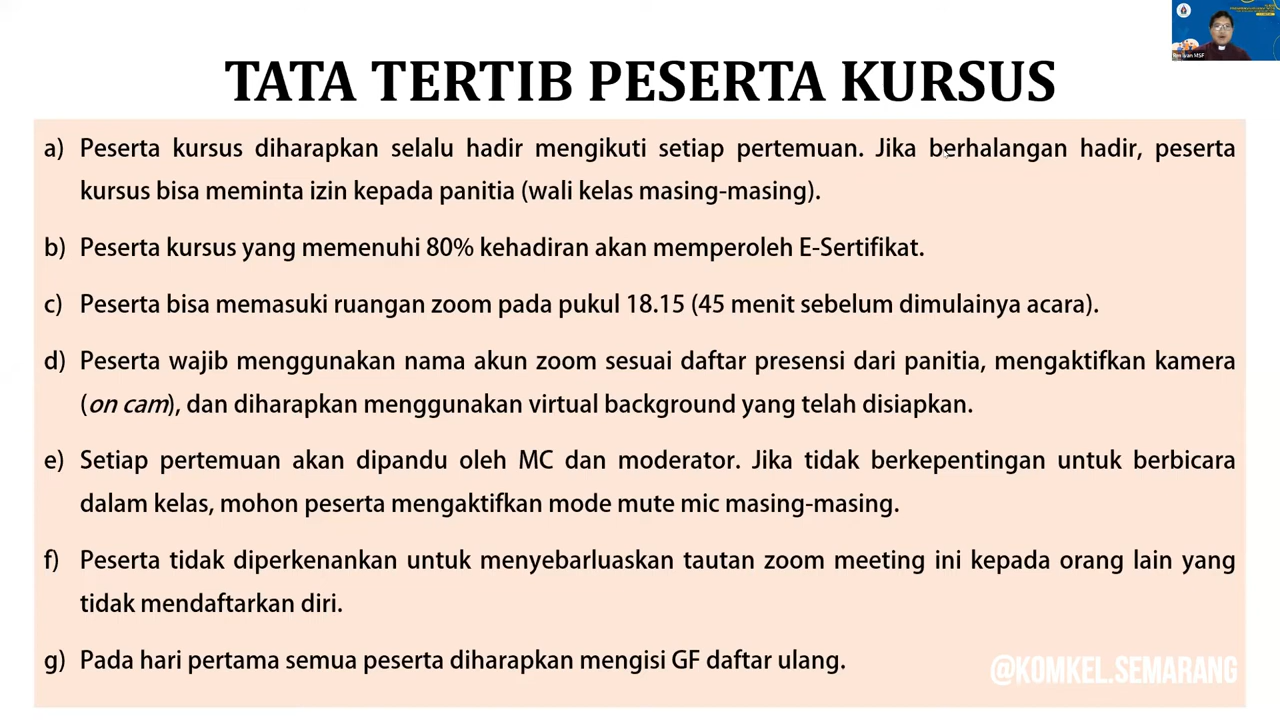 TATA TERTIB PESERTA KURSUS
a) Peserta kursus diharapkan selalu hadir mengikuti setiap pertemuan. Jika berhalangan hadir, peserta
kursus bisa meminta izin kepada panitia (wali kelas masing-masing).
b) Peserta kursus yang memenuhi 80% kehadiran akan memperoleh E-Sertifikat.
c) Peserta bisa memasuki ruangan zoom pada pukul 18.15 (45 menit sebelum dimulainya acara).
d) Peserta wajib menggunakan nama akun zoom sesuai daftar presensi dari panitia, mengaktifkan kamera
(on cam), dan diharapkan menggunakan virtual background yang telah disiapkan.
e) Setiap pertemuan akan dipandu oleh MC dan moderator. Jika tidak berkepentingan untuk berbicara
dalam kelas, mohon peserta mengaktifkan mode mute mic masing-masing.
f) Peserta tidak diperkenankan untuk menyebarluaskan tautan zoom meeting ini kepada orang lain yang
tidak mendaftarkan diri.
g) Pada hari pertama semua peserta diharapkan mengisi GF daftar ulang.
@KOMKEL.SEMARANG